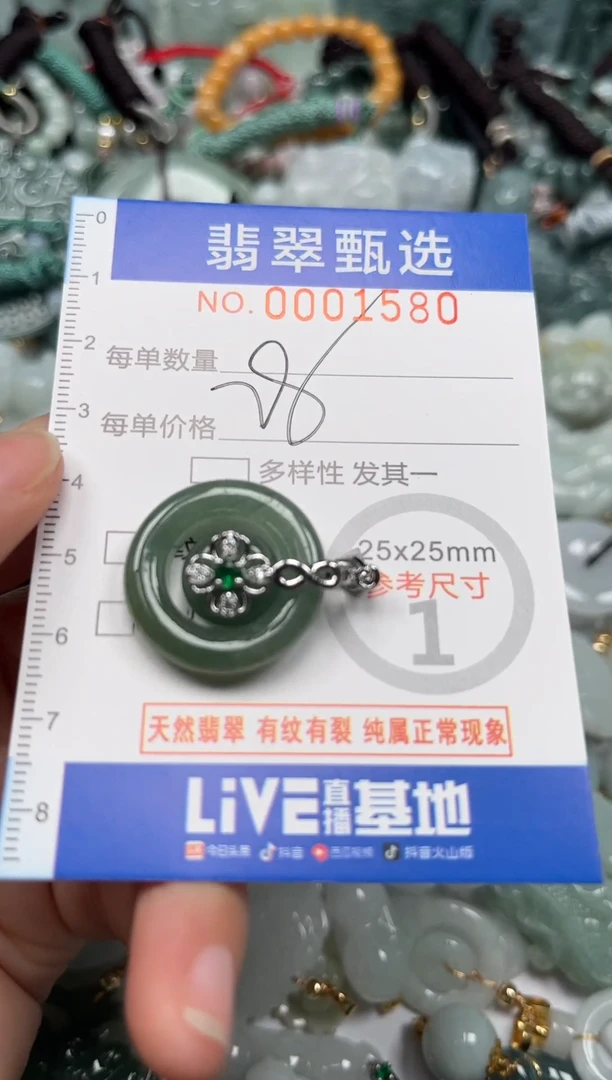 0
翡翠甄选
1
NO. 0001580
2
每单数量
3
每单价格
4
多样性 发其一
5
25x25mm
参考尺寸
1
6
7
天然翡翠 有纹有裂 纯属正常现象
8
LiVE直播基地
今日头条 抖音 西瓜视频 抖音火山版